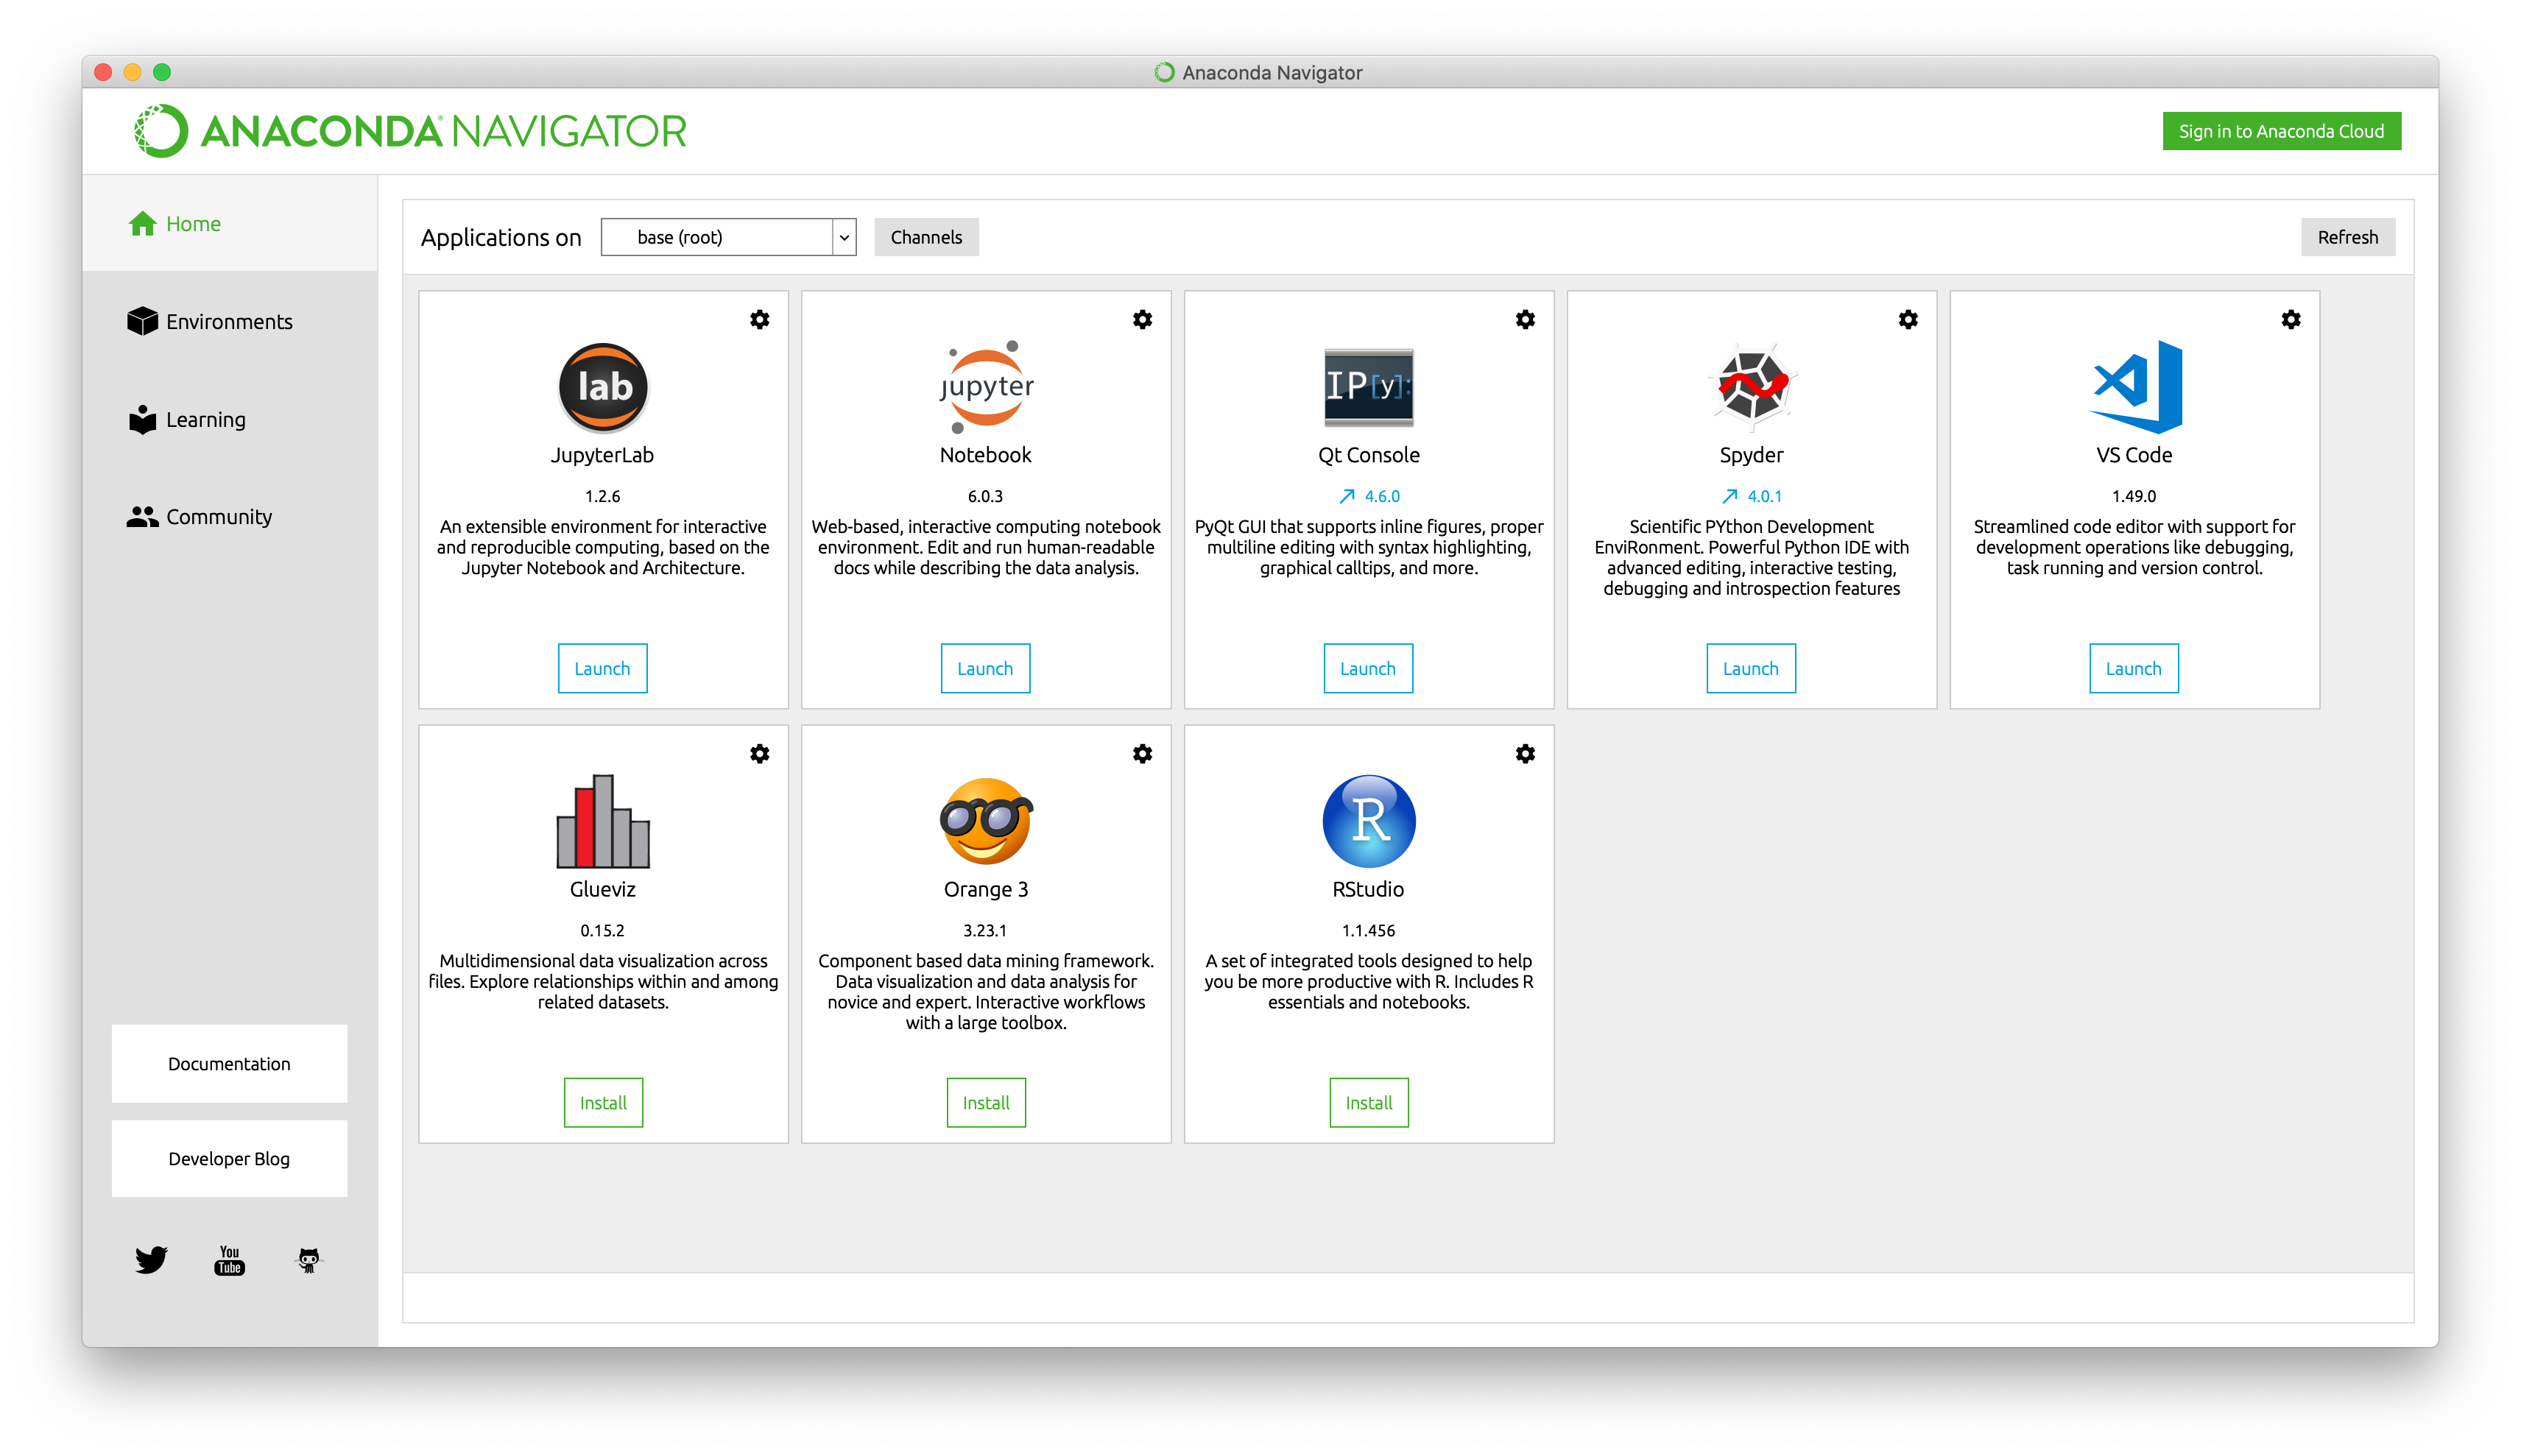 Anaconda Navigator
ANACONDA NAVIGATOR
Sign in to Anaconda Cloud
Home
Environments
Learning
Community
Documentation
Developer Blog
You
Tube
Applications on
base (root)
Channels
Refresh
lab
JupyterLab
1.2.6
An extensible environment for interactive
and reproducible computing, based on the
Jupyter Notebook and Architecture.
Launch
jupyter
Notebook
6.0.3
Web-based, interactive computing notebook
environment. Edit and run human-readable
docs while describing the data analysis.
Launch
IP[y]:
Qt Console
4.6.0
PyQt GUI that supports inline figures, proper
multiline editing with syntax highlighting,
graphical calltips, and more.
Launch
Spyder
4.0.1
Scientific PYthon Development
EnviRonment. Powerful Python IDE with
advanced editing, interactive testing,
debugging and introspection features
Launch
VS Code
1.49.0
Streamlined code editor with support for
development operations like debugging,
task running and version control.
Launch
Glueviz
0.15.2
Multidimensional data visualization across
files. Explore relationships within and among
related datasets.
Install
Orange 3
3.23.1
Component based data mining framework.
Data visualization and data analysis for
novice and expert. Interactive workflows
with a large toolbox.
Install
R
RStudio
1.1.456
A set of integrated tools designed to help
you be more productive with R. Includes R
essentials and notebooks.
Install